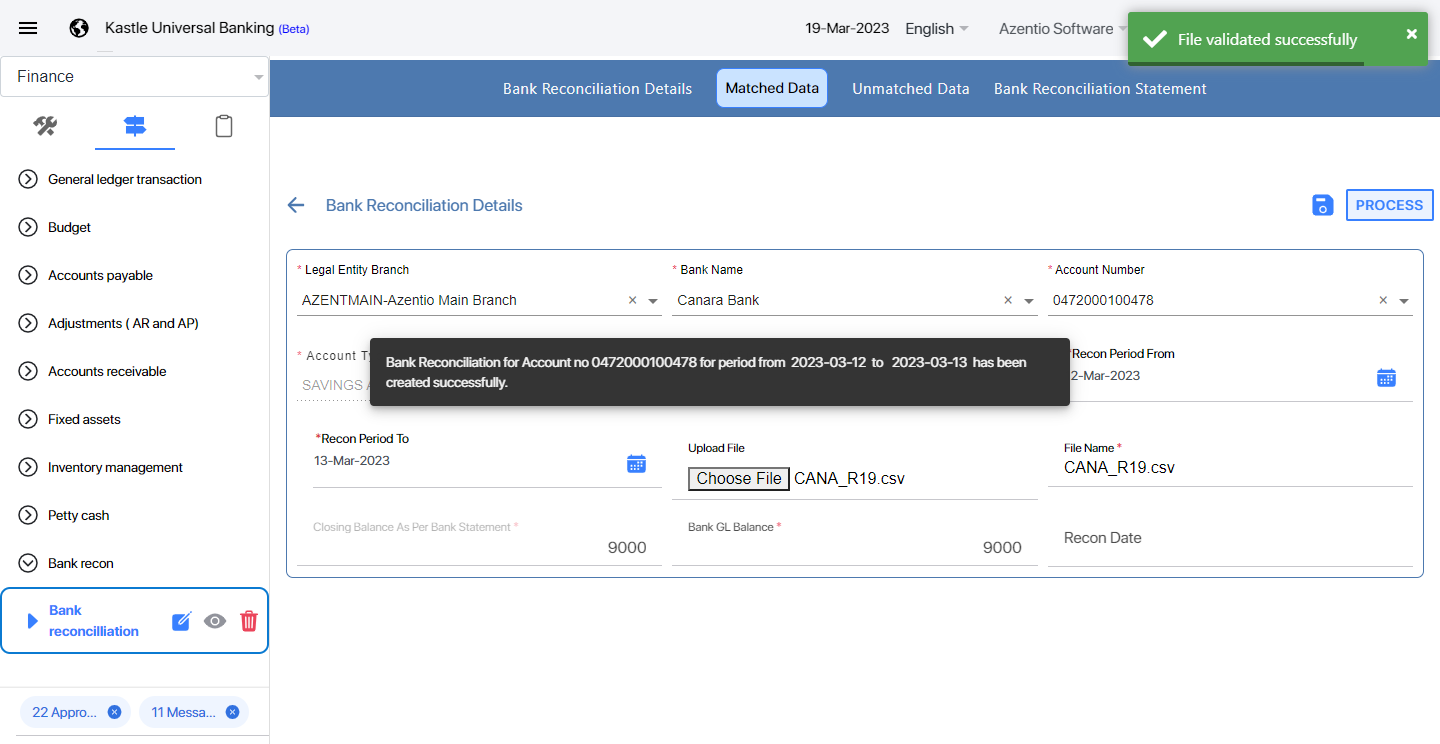 Kastle Universal Banking (Beta)
19-Mar-2023
English
Azentio Software
File validated successfully
Finance
Bank Reconciliation Details
Matched Data
Unmatched Data
Bank Reconciliation Statement
General ledger transaction
Budget
Accounts payable
Adjustments ( AR and AP)
Accounts receivable
Fixed assets
Inventory management
Petty cash
Bank recon
Bank
reconcilliation
22 Appro...
11 Messa...
Bank Reconciliation Details
PROCESS
* Legal Entity Branch
AZENTMAIN-Azentio Main Branch
* Bank Name
Canara Bank
* Account Number
0472000100478
* Account Ty
SAVINGS A
Bank Reconciliation for Account no 0472000100478 for period from 2023-03-12 to 2023-03-13 has been
created successfully.
*Recon Period From
2-Mar-2023
*Recon Period To
13-Mar-2023
Upload File
Choose File CANA_R19.csv
File Name *
CANA_R19.csv
Closing Balance As Per Bank Statement *
9000
Bank GL Balance *
9000
Recon Date